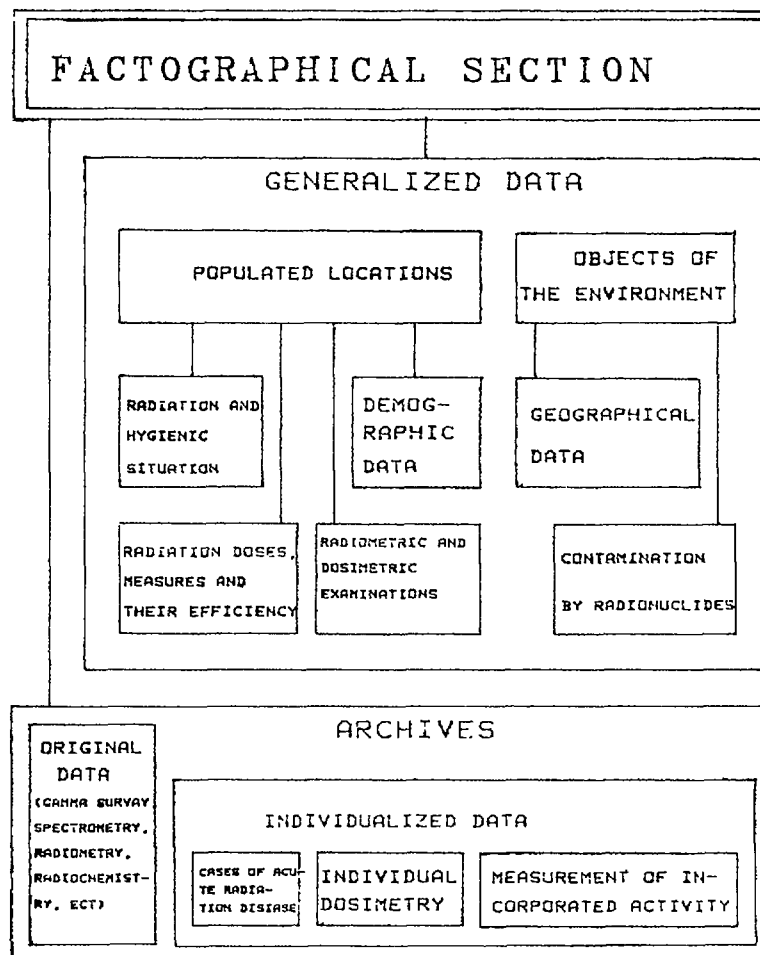 FACTOGRAPHICAL SECTION
GENERALIZED DATA
POPULATED LOCATIONS
OBJECTS OF
THE ENVIRONMENT
RADIATION AND
HYGIENIC
SITUATION
DEMOG-
RAPHIC
DATA
GEOGRAPHICAL
DATA
RADIATION DOSES,
MEASURES AND
THEIR EFFICIENCY
RADIOMETRIC AND
DOSIMETRIC
EXAMINATIONS
CONTAMINATION
BY RADIONUCLIDES
ARCHIVES
ORIGINAL
DATA
(GAMMA SURVAY
SPECTROMETRY,
RADIOMETRY,
RADIOCHEMIST-
RY, ECT)
INDIVIDUALIZED DATA
CASES OF ACU-
TE RADIA-
TION DISIASE
INDIVIDUAL
DOSIMETRY
MEASUREMENT OF IN-
CORPORATED ACTIVITY